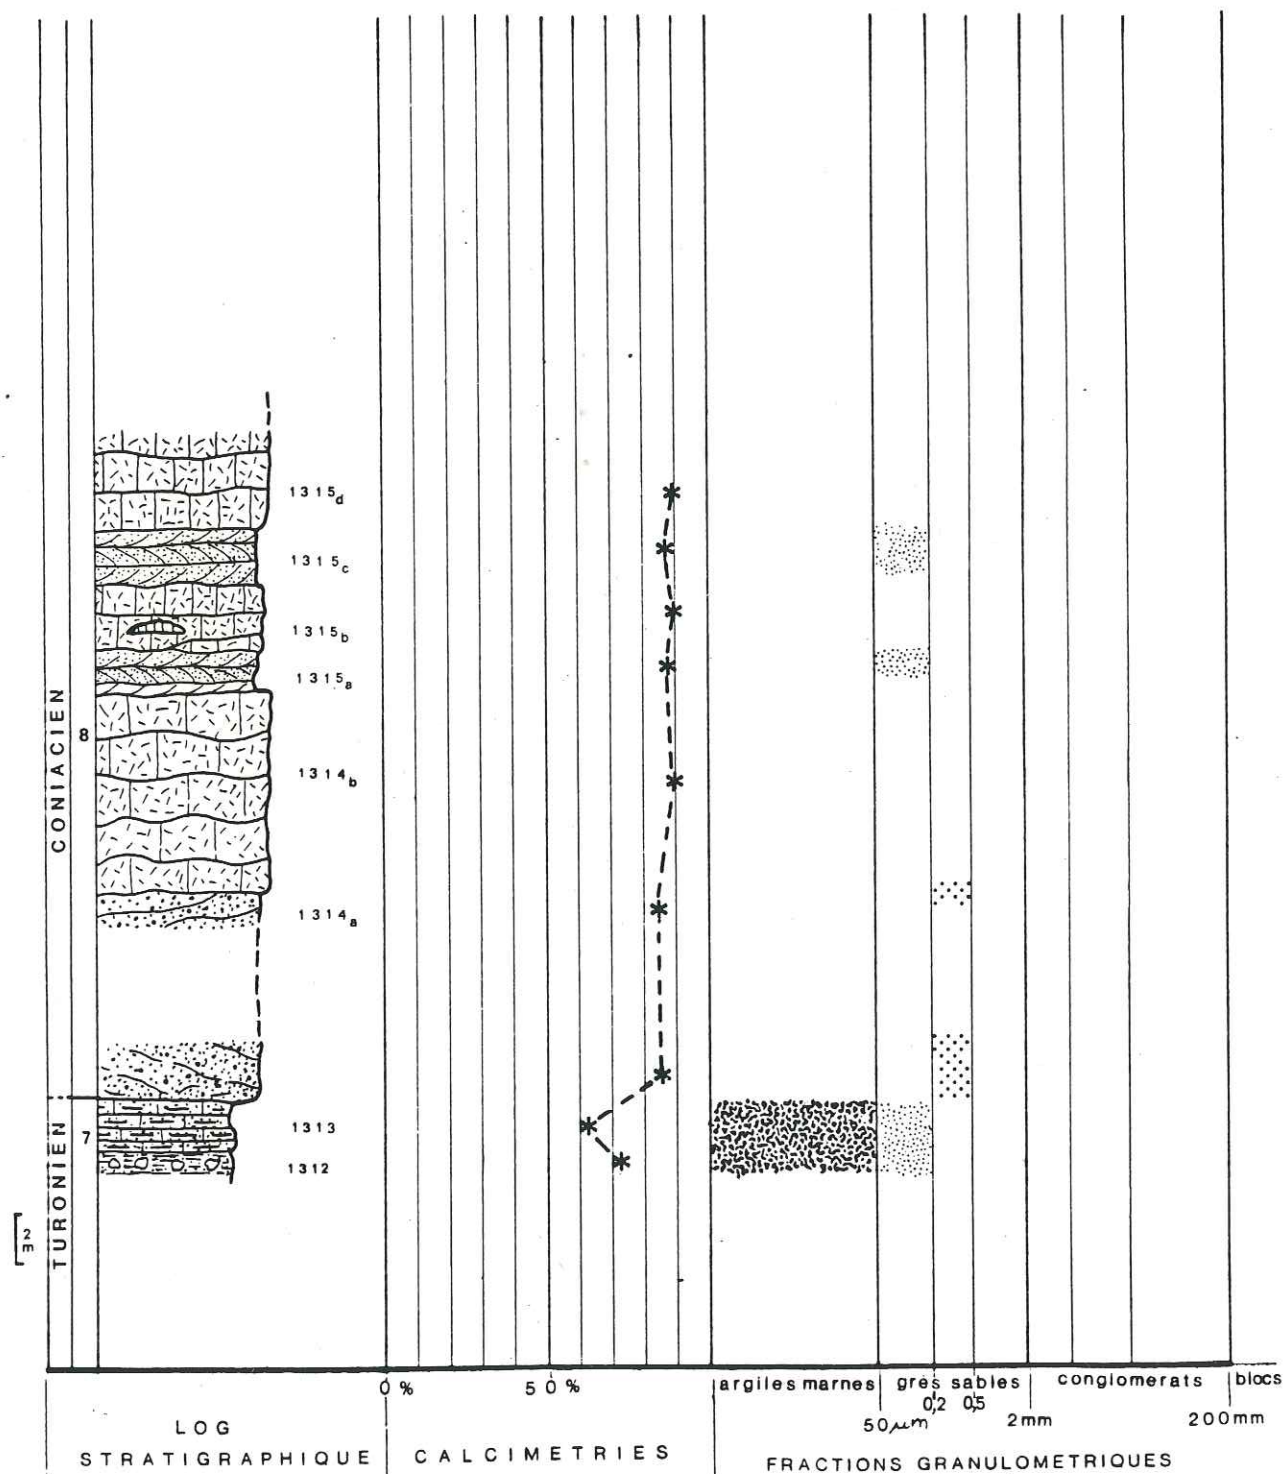 1315d
1315c
1315b
1315a
CONIACIEN
8
1314b
1314a
1313
7
1312
TURONIEN
2
m
0 %
50 %
argiles marnes
grès sables
conglomerats
blocs
0,2
0,5
50µm
2mm
200mm
LOG
STRATIGRAPHIQUE
CALCIMETRIES
FRACTIONS GRANULOMETRIQUES